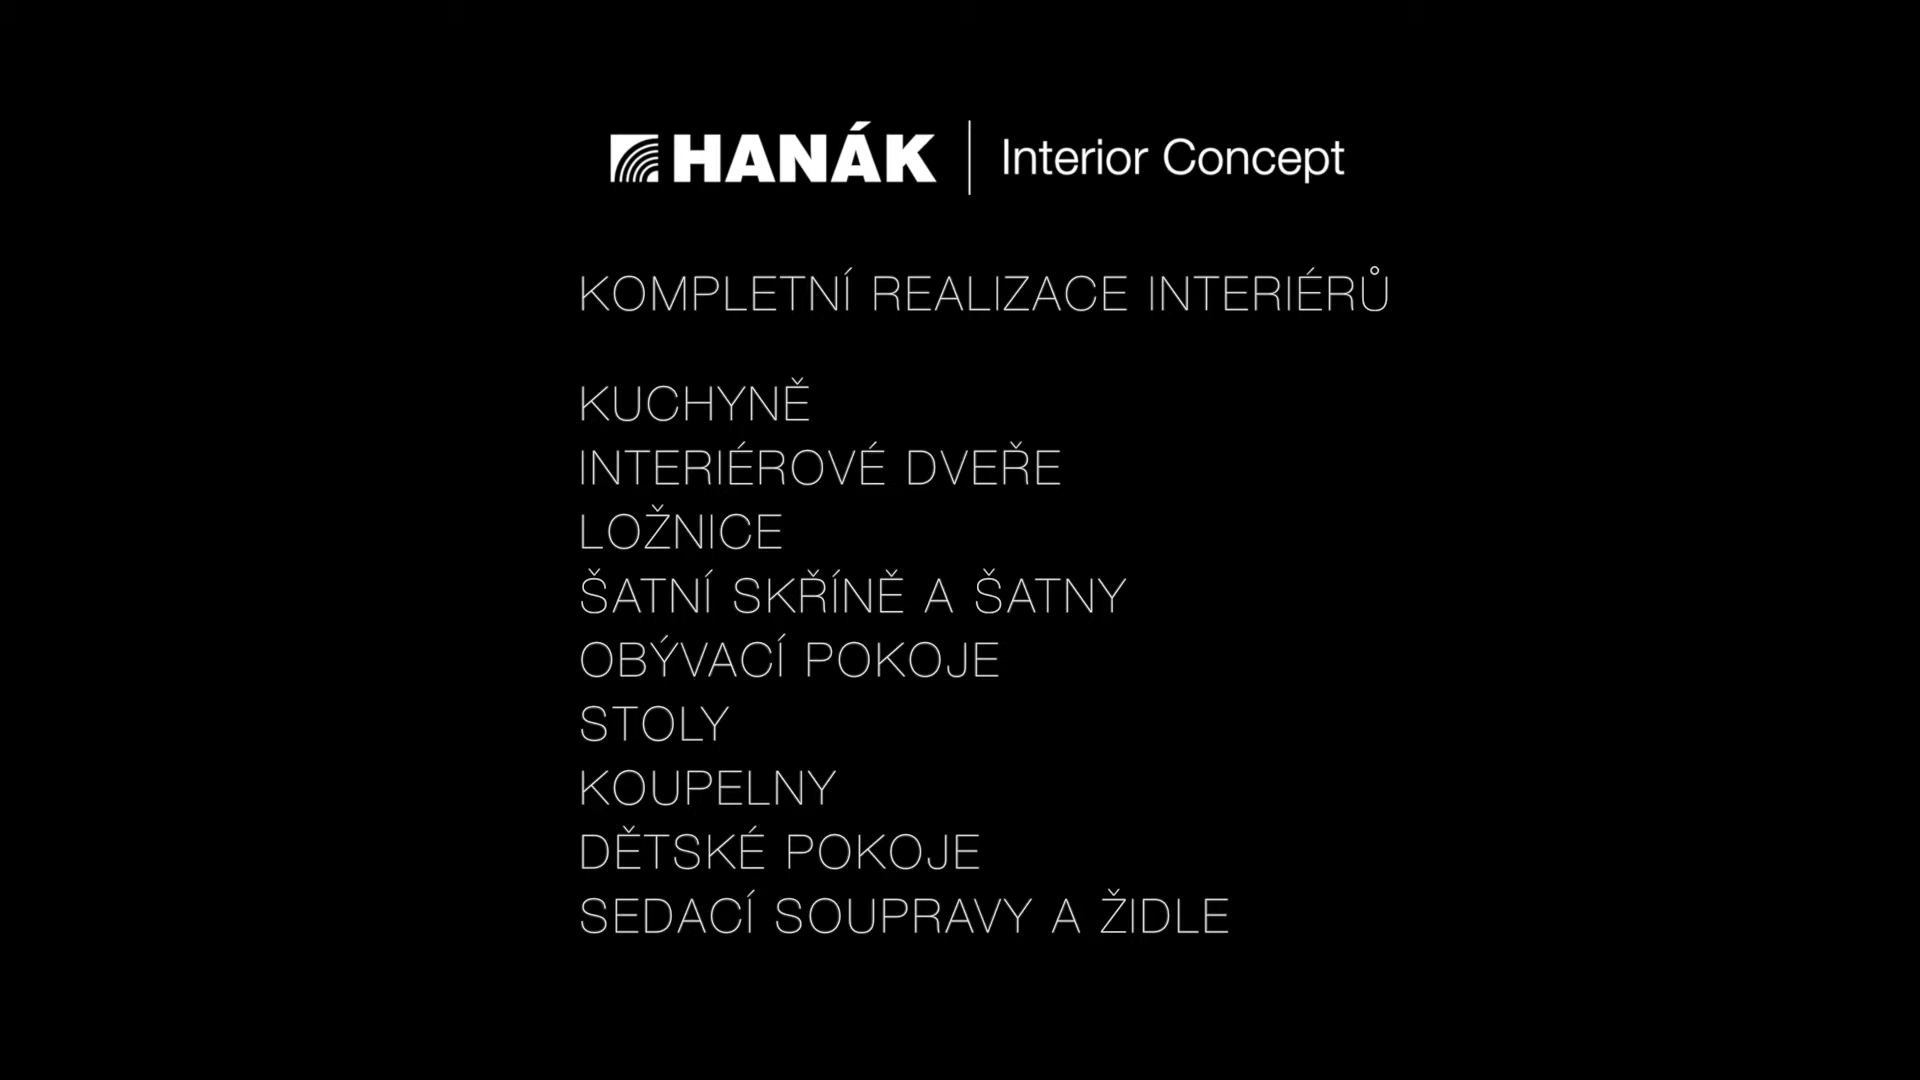 HANÁK | Interior Concept
KOMPLETNÍ REALIZACE INTERIÉRŮ
KUCHYNĚ
INTERIÉROVÉ DVEŘE
LOŽNICE
ŠATNÍ SKŘÍNĚ A ŠATNY
OBÝVACÍ POKOJE
STOLY
KOUPELNY
DĚTSKÉ POKOJE
SEDACÍ SOUPRAVY A ŽIDLE